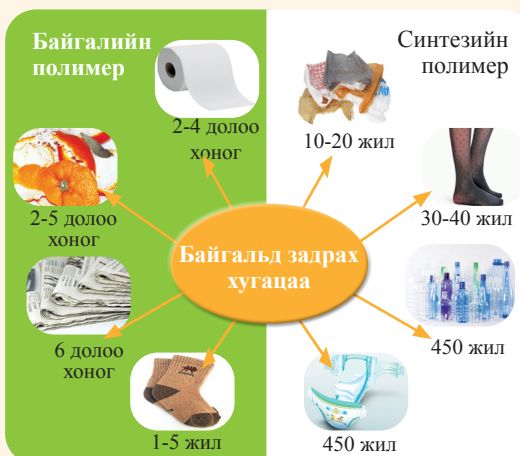 Байгалийн
полимер
Синтезийн
полимер
2-4 долоо
хоног
10-20 жил
2-5 долоо
хоног
30-40 жил
Байгальд задрах
хугацаа
6 долоо
хоног
450 жил
1-5 жил
450 жил